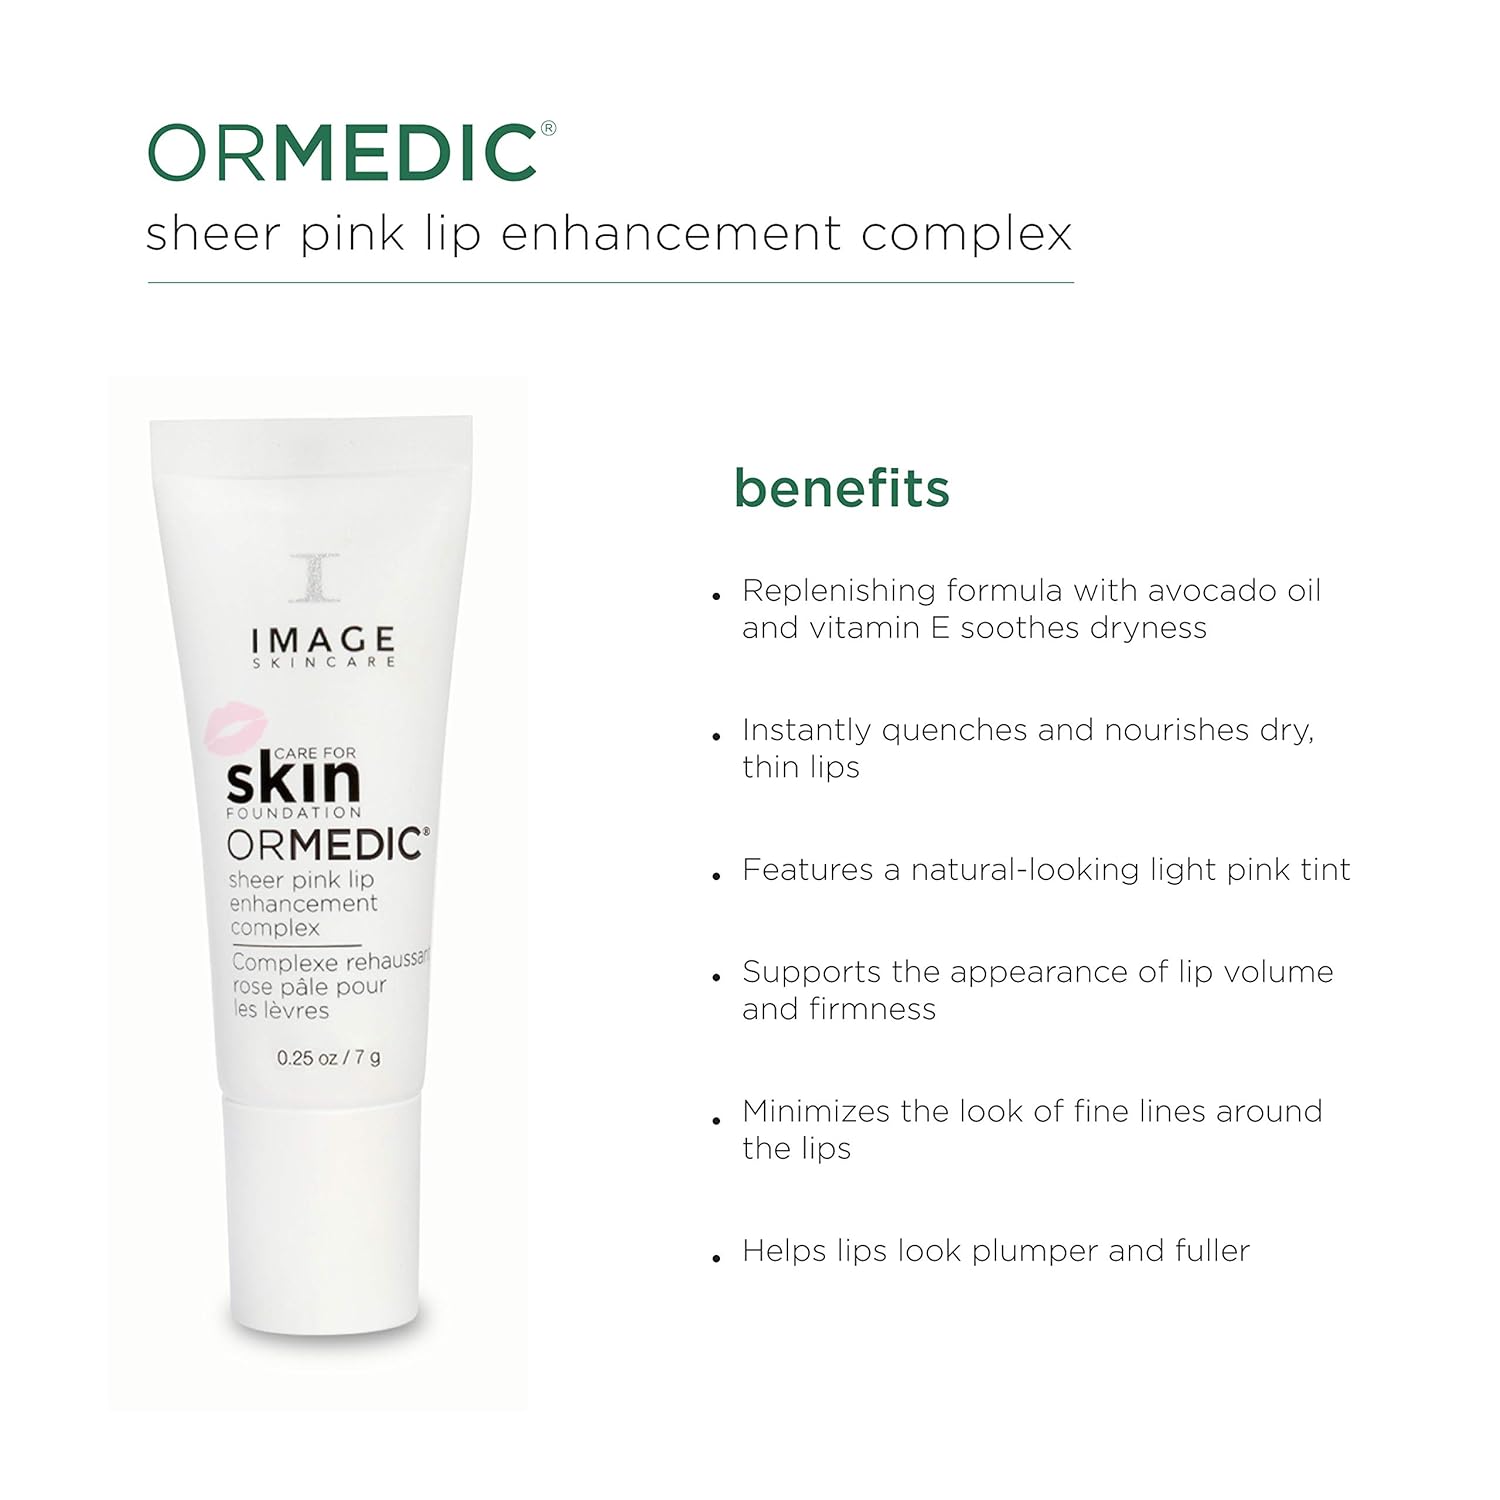 ORMEDIC®
sheer pink lip enhancement complex
I
IMAGE
SKINCARE
CARE FOR
skin
FOUNDATION
ORMEDIC®
sheer pink lip
enhancement
complex
Complexe rehaussant
rose pâle pour
les lèvres
0.25 oz / 7 g
benefits
• Replenishing formula with avocado oil
and vitamin E soothes dryness
• Instantly quenches and nourishes dry,
thin lips
• Features a natural-looking light pink tint
• Supports the appearance of lip volume
and firmness
• Minimizes the look of fine lines around
the lips
• Helps lips look plumper and fuller